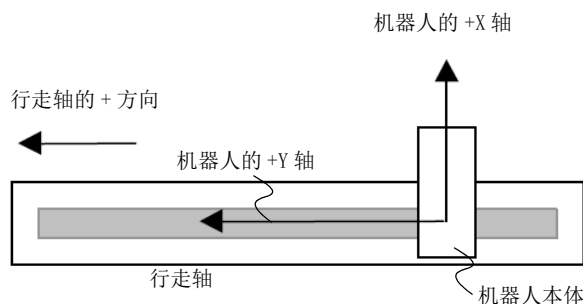 机器人的 +X 轴
行走轴的 + 方向
机器人的 +Y 轴
行走轴
机器人本体